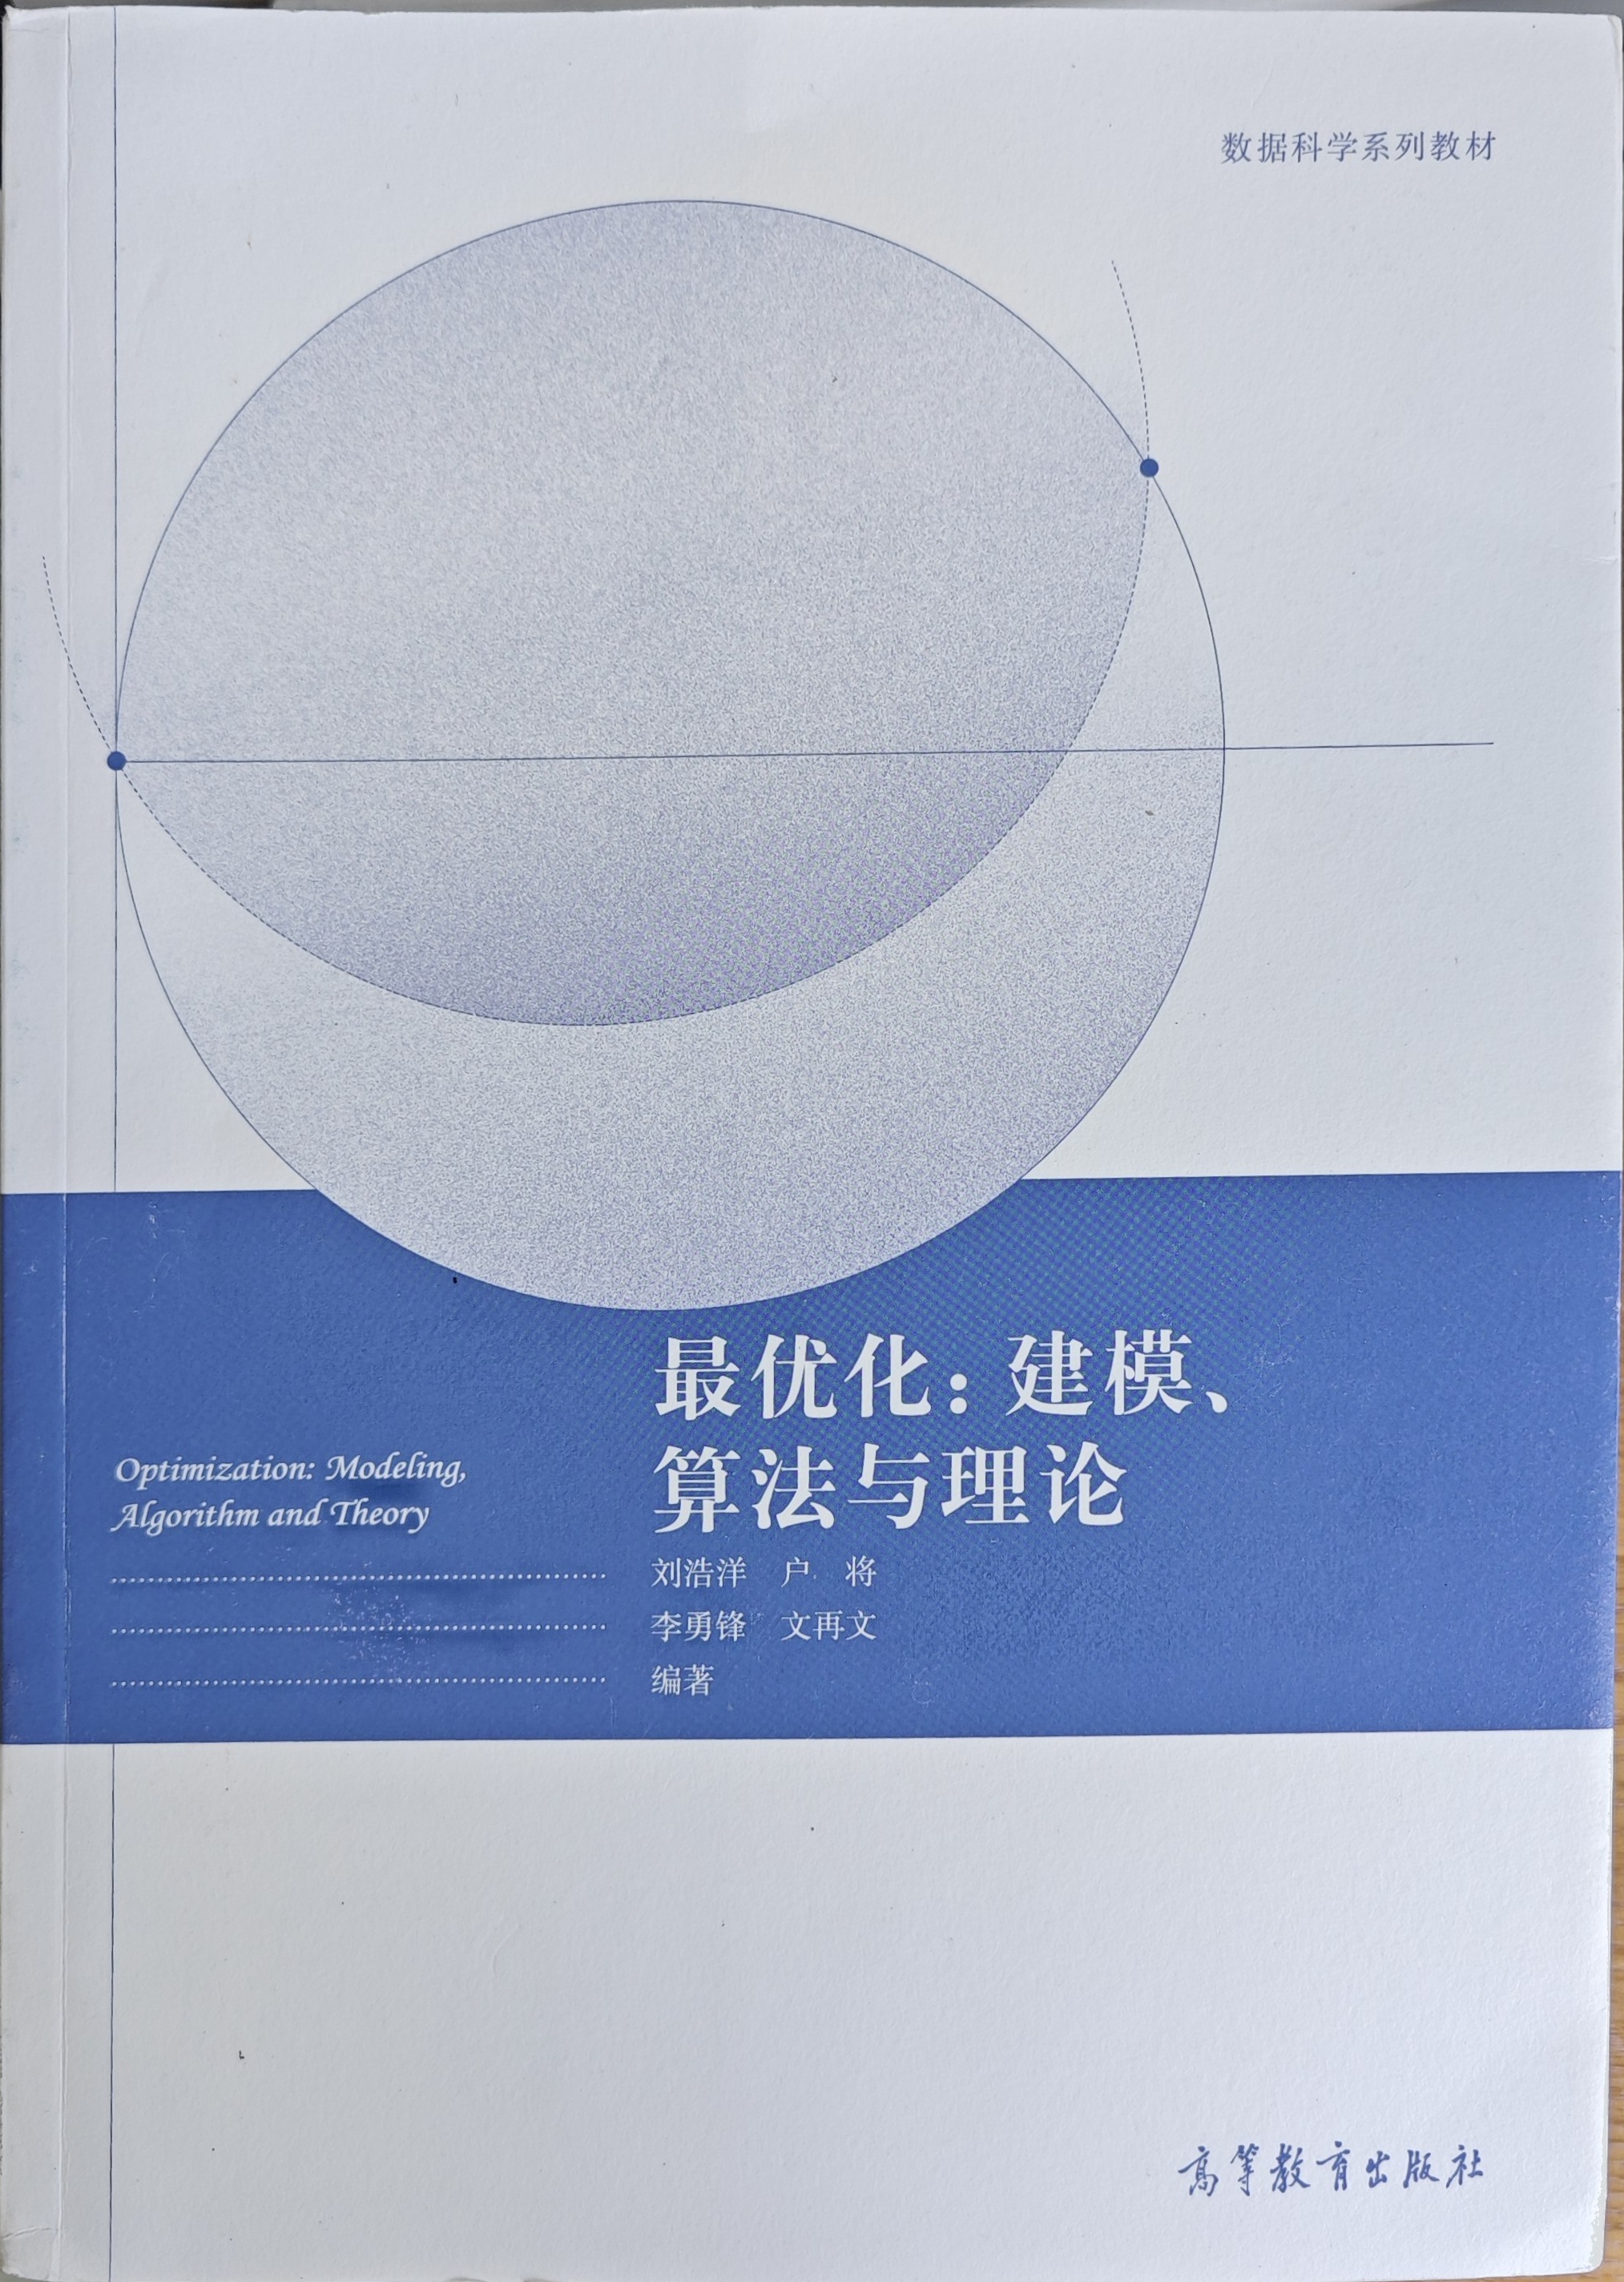 数据科学系列教材
最优化：建模、
算法与理论
Optimization: Modeling,
Algorithm and Theory
刘浩洋 户 将
李勇锋 文再文
编著
高等教育出版社